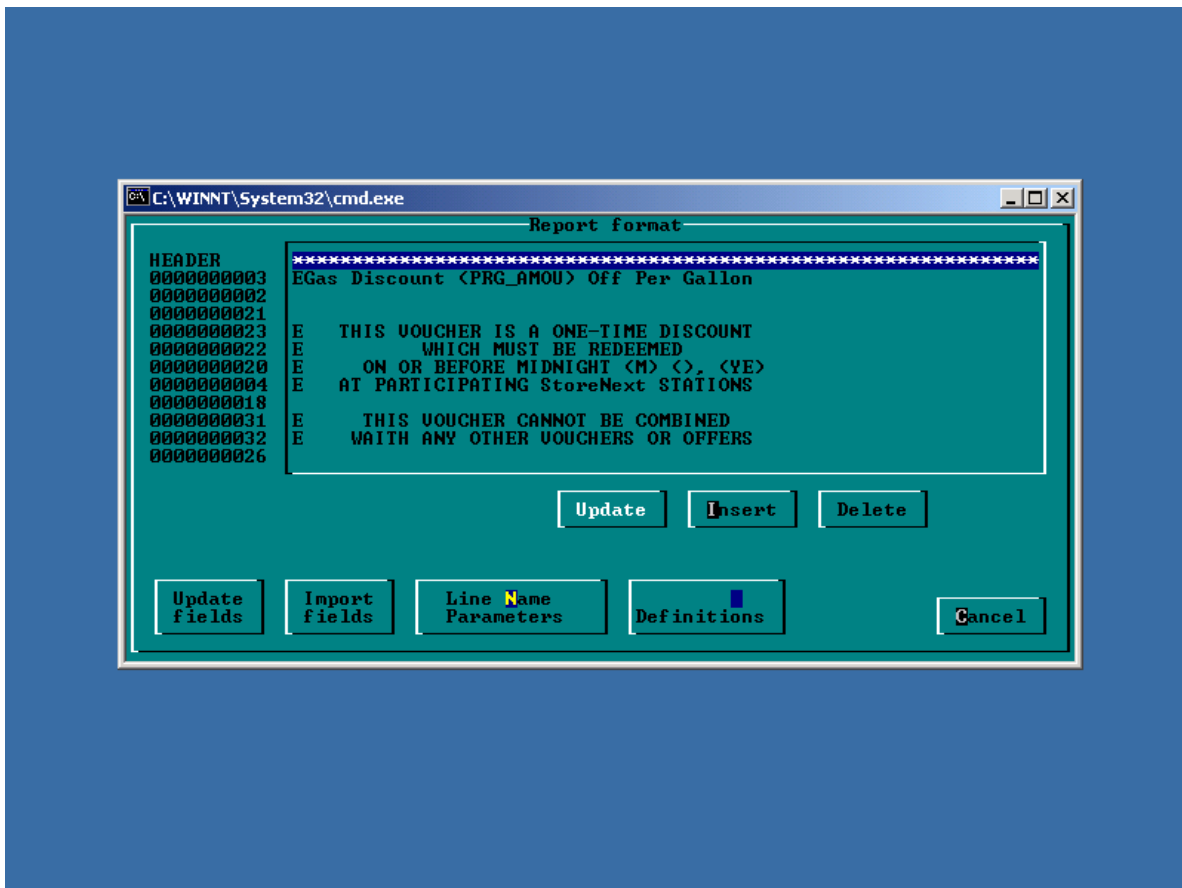 C:\WINNT\System32\cmd.exe
Report format
HEADER ***************************************************************
0000000003 EGas Discount <PRG_AMOU> Off Per Gallon
0000000002
0000000021
0000000023 E THIS VOUCHER IS A ONE-TIME DISCOUNT
0000000022 E WHICH MUST BE REDEEMED
0000000020 E ON OR BEFORE MIDNIGHT <M> <>, <YE>
0000000004 E AT PARTICIPATING StoreNext STATIONS
0000000018
0000000031 E THIS VOUCHER CANNOT BE COMBINED
0000000032 E WAITH ANY OTHER VOUCHERS OR OFFERS
0000000026
Update Insert Delete
Update Import Line Name
fields fields Parameters Definitions Cancel